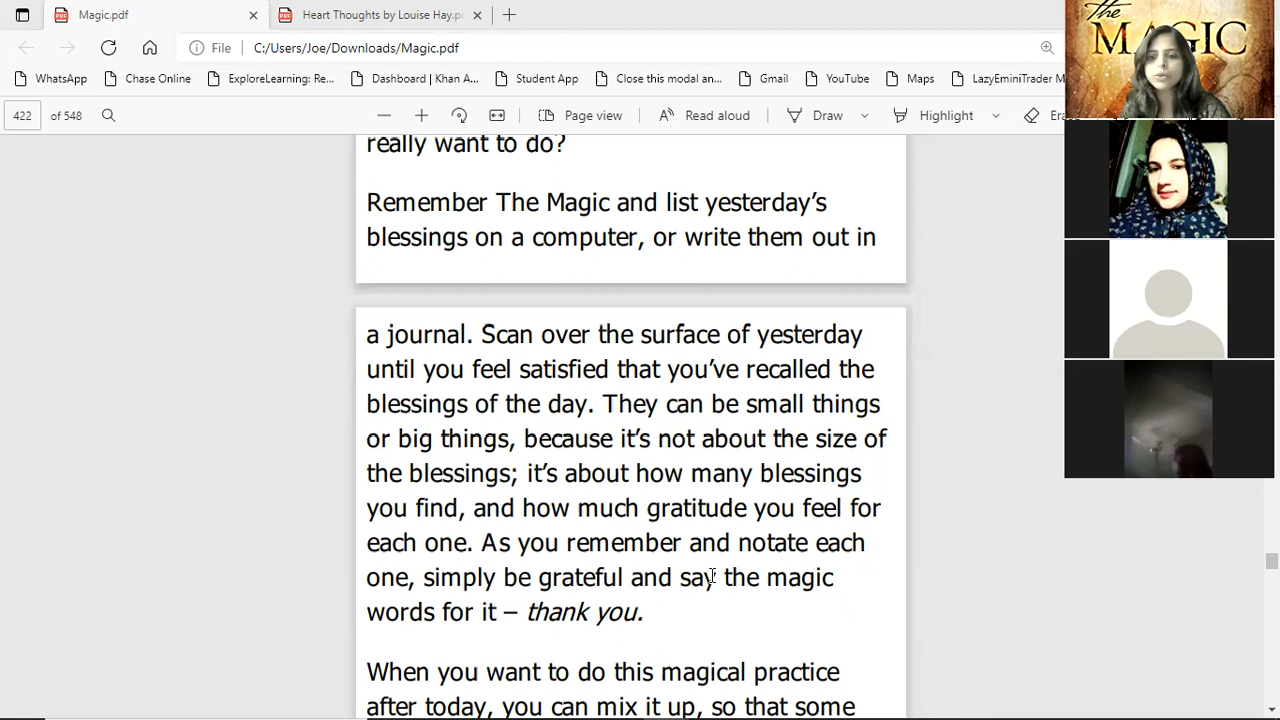 Magic.pdf
Heart Thoughts by Louise Hay.p
File
C:/Users/Joe/Downloads/Magic.pdf
WhatsApp
Chase Online
ExploreLearning: Re...
Dashboard | Khan A...
Student App
Close this modal an...
Gmail
YouTube
Maps
LazyEminiTrader M
422 of 548
Page view
Read aloud
Draw
Highlight
Era
The
MAGIC
really want to do?
Remember The Magic and list yesterday’s
blessings on a computer, or write them out in
a journal. Scan over the surface of yesterday
until you feel satisfied that you’ve recalled the
blessings of the day. They can be small things
or big things, because it’s not about the size of
the blessings; it’s about how many blessings
you find, and how much gratitude you feel for
each one. As you remember and notate each
one, simply be grateful and say the magic
words for it – thank you.
When you want to do this magical practice
after today, you can mix it up, so that some